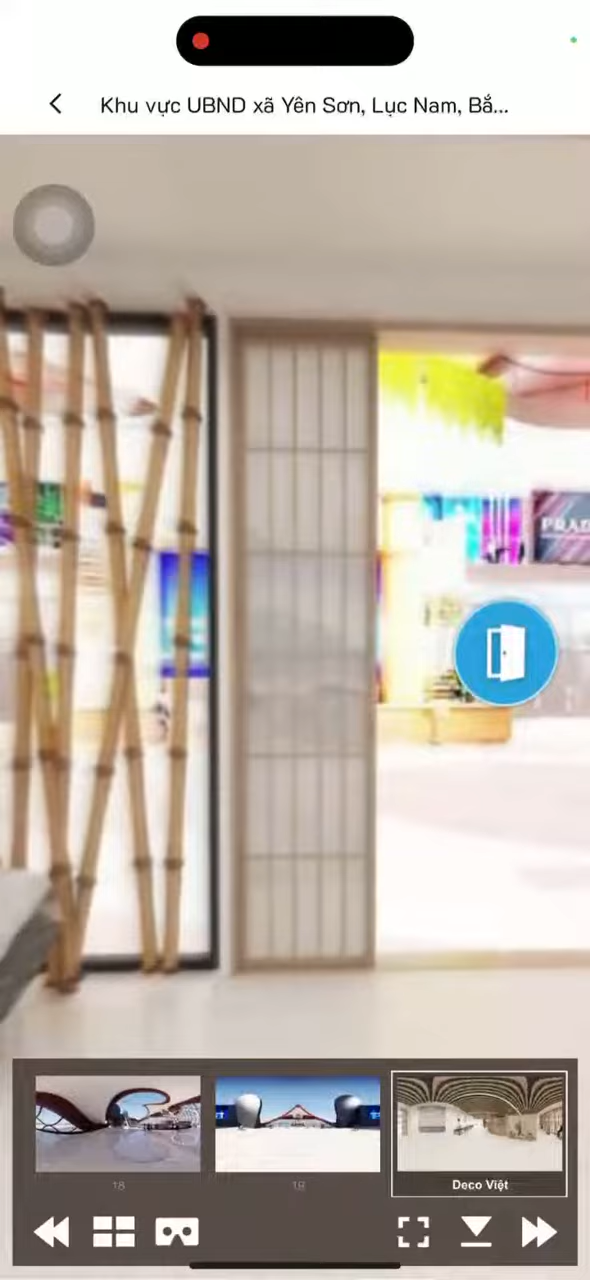 Khu vực UBND xã Yên Sơn, Lục Nam, Bắ...
PRAD
18
19
Deco Việt